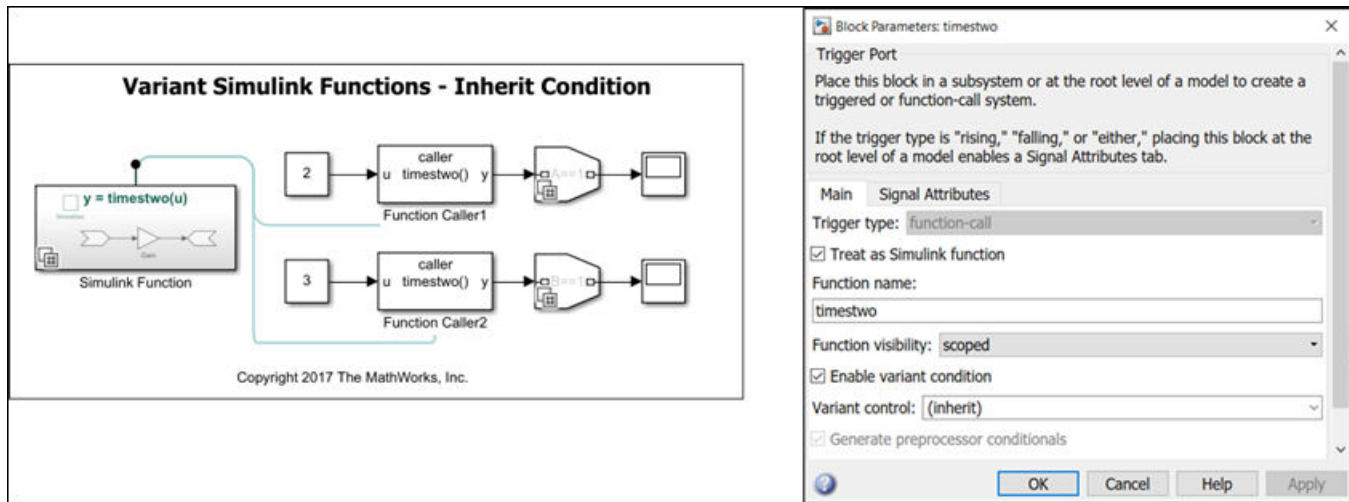 Variant Simulink Functions - Inherit Condition
y = timestwo(u)
Gain
Simulink Function
2
caller
u timestwo() y
Function Caller1
A==1
3
caller
u timestwo() y
Function Caller2
B==1
Copyright 2017 The MathWorks, Inc.
Block Parameters: timestwo
Trigger Port
Place this block in a subsystem or at the root level of a model to create a
triggered or function-call system.
If the trigger type is "rising," "falling," or "either," placing this block at the
root level of a model enables a Signal Attributes tab.
Main Signal Attributes
Trigger type: function-call
Treat as Simulink function
Function name:
timestwo
Function visibility: scoped
Enable variant condition
Variant control: (inherit)
Generate preprocessor conditionals
OK Cancel Help Apply